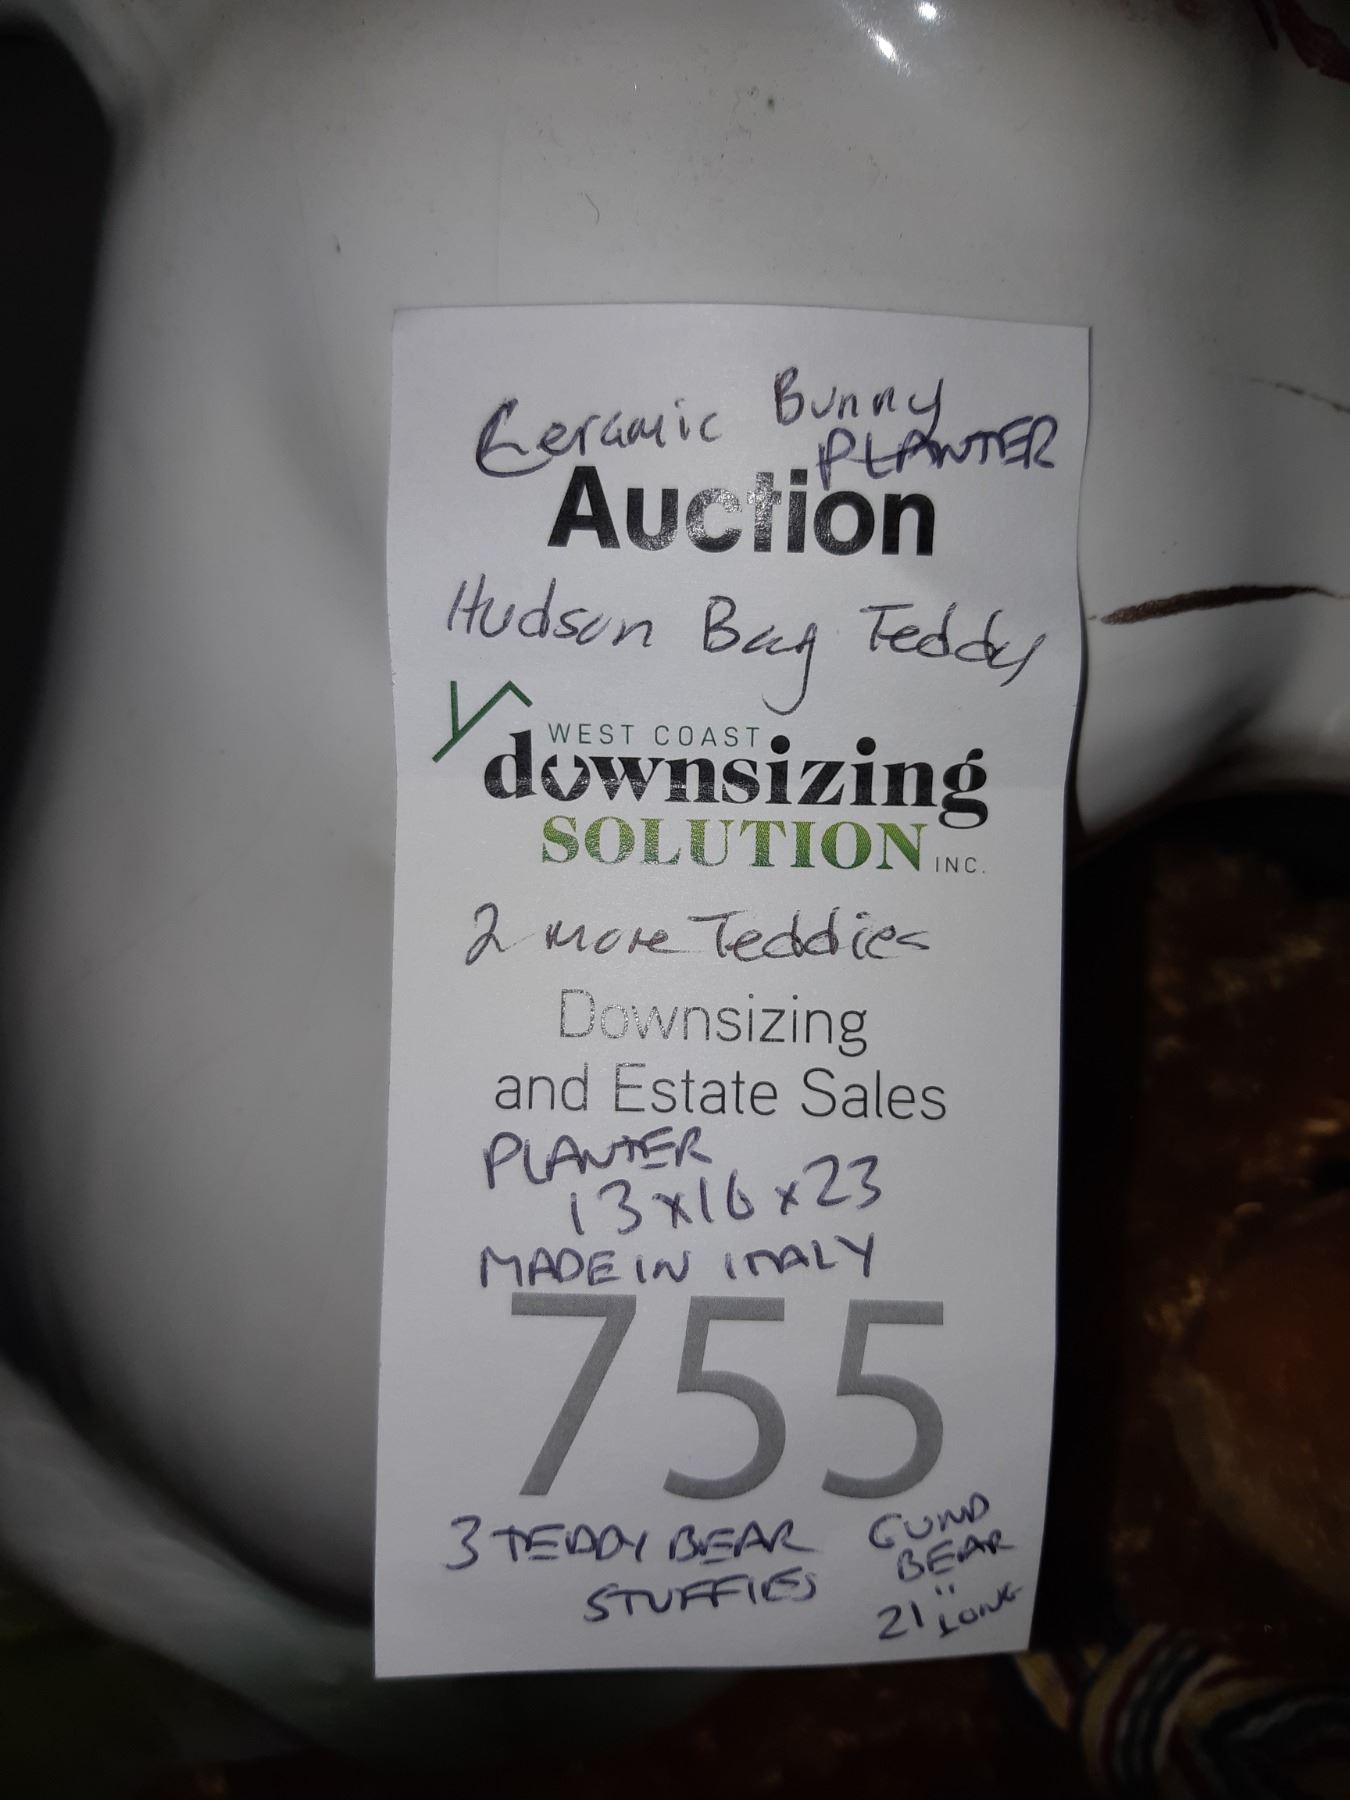 Ceramic Bunny
PLANTER
Auction
Hudson Bay Teddy
WEST COAST
downsizing
SOLUTION INC.
2 more Teddies
Downsizing
and Estate Sales
PLANTER
13x16x23
MADE IN ITALY
755
3 TEDDY BEAR
STUFFIES
GUND
BEAR
21" LONG